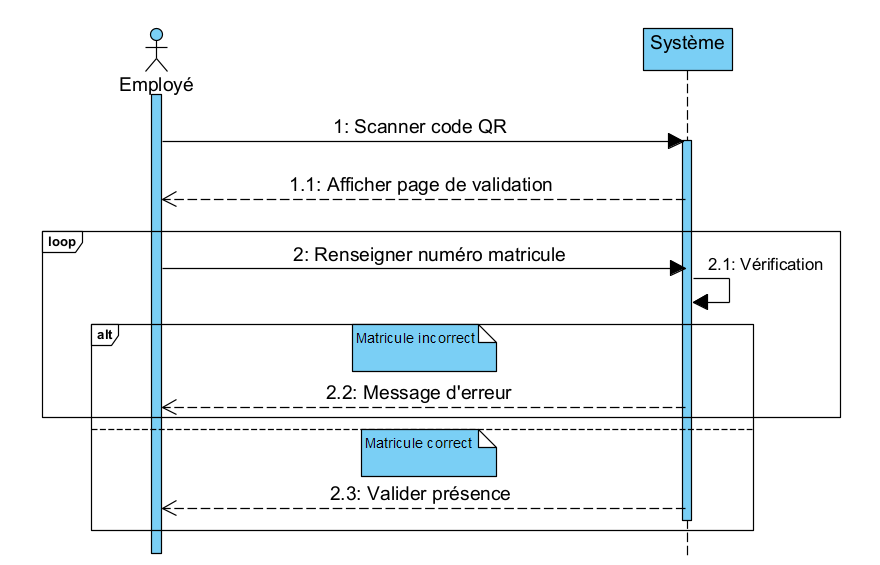 Système
Employé
1: Scanner code QR
1.1: Afficher page de validation
loop
2: Renseigner numéro matricule
2.1: Vérification
alt
Matricule incorrect
2.2: Message d'erreur
Matricule correct
2.3: Valider présence